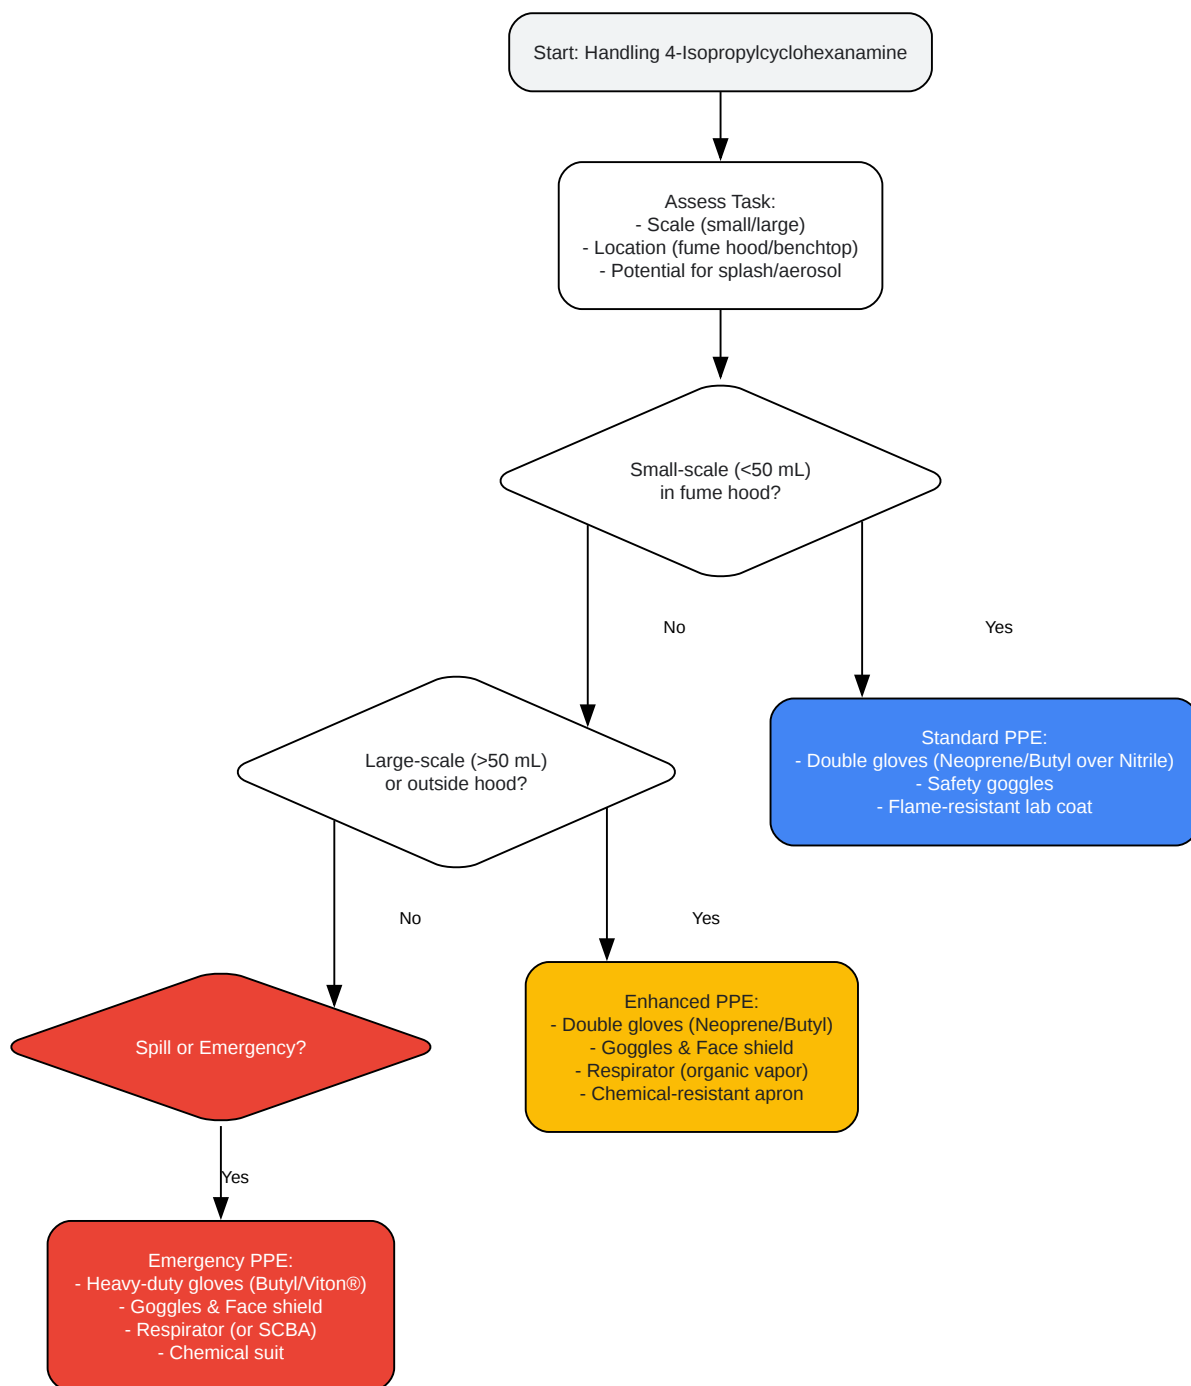 Start: Handling 4-Isopropylcyclohexanamine
Assess Task:
- Scale (small/large)
- Location (fume hood/benchtop)
- Potential for splash/aerosol
Small-scale (<50 mL)
in fume hood?
No
Yes
Large-scale (>50 mL)
or outside hood?
Standard PPE:
- Double gloves (Neoprene/Butyl over Nitrile)
- Safety goggles
- Flame-resistant lab coat
No
Yes
Spill or Emergency?
Enhanced PPE:
- Double gloves (Neoprene/Butyl)
- Goggles & Face shield
- Respirator (organic vapor)
- Chemical-resistant apron
Yes
Emergency PPE:
- Heavy-duty gloves (Butyl/Viton®)
- Goggles & Face shield
- Respirator (or SCBA)
- Chemical suit